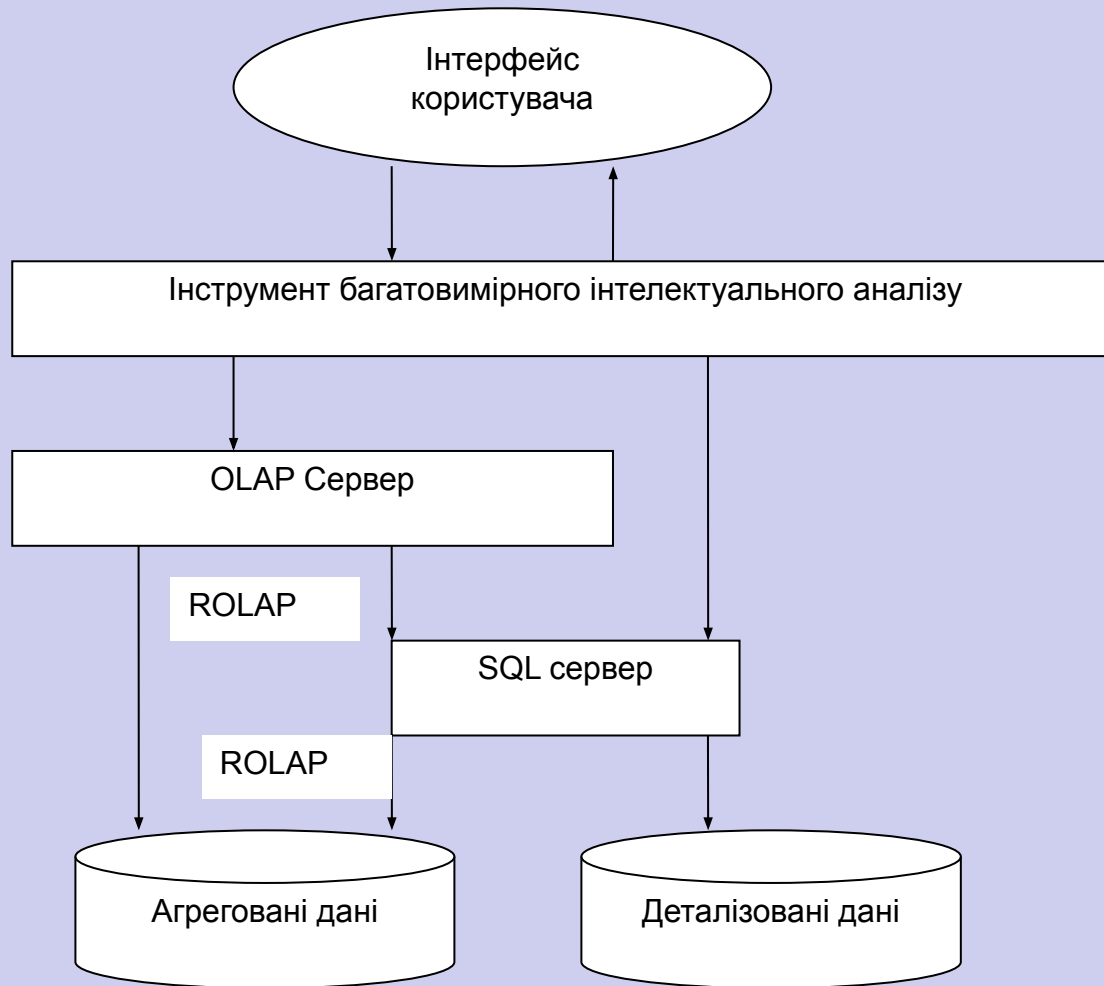 Інтерфейс
користувача
Інструмент багатовимірного інтелектуального аналізу
OLAP Сервер
ROLAP
SQL сервер
ROLAP
Агреговані дані
Деталізовані дані